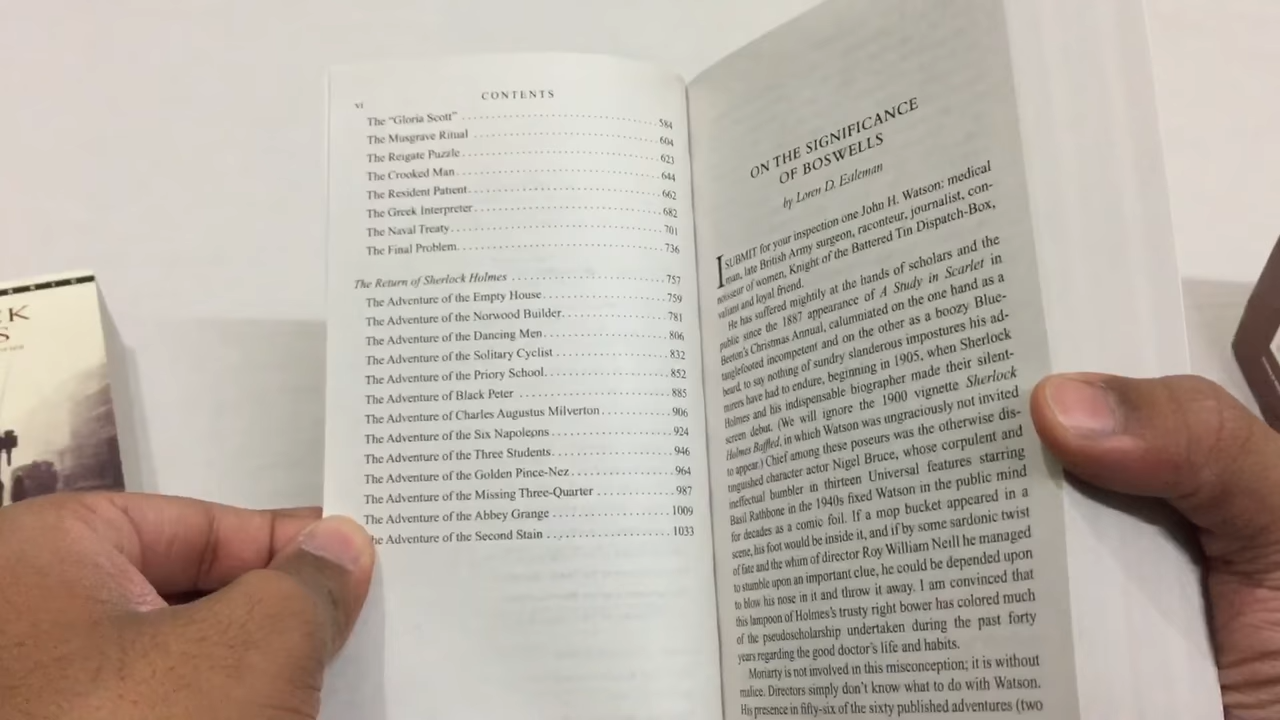 vi
CONTENTS
The "Gloria Scott" 584
The Musgrave Ritual 604
The Reigate Puzzle 623
The Crooked Man 644
The Resident Patient 662
The Greek Interpreter 682
The Naval Treaty 701
The Final Problem 736
The Return of Sherlock Holmes 757
The Adventure of the Empty House 759
The Adventure of the Norwood Builder 781
The Adventure of the Dancing Men 806
The Adventure of the Solitary Cyclist 832
The Adventure of the Priory School 852
The Adventure of Black Peter 885
The Adventure of Charles Augustus Milverton 906
The Adventure of the Six Napoleons 924
The Adventure of the Three Students 946
The Adventure of the Golden Pince-Nez 964
The Adventure of the Missing Three-Quarter 987
The Adventure of the Abbey Grange 1009
he Adventure of the Second Stain 1033
ON THE SIGNIFICANCE
OF BOSWELLS
by Loren D. Estleman
I SUBMIT for your inspection one John H. Watson: medical
man, late British Army surgeon, raconteur, journalist, con-
noisseur of women, Knight of the Battered Tin Dispatch-Box,
valiant and loyal friend.
He has suffered mightily at the hands of scholars and the
public since the 1887 appearance of A Study in Scarlet in
Beeton's Christmas Annual, calumniated on the one hand as a
tanglefooted incompetent and on the other as a boozy Blue-
beard, to say nothing of sundry slanderous impostures his ad-
mirers have had to endure, beginning in 1905, when Sherlock
Holmes and his indispensable biographer made their silent-
screen debut. (We will ignore the 1900 vignette Sherlock
Holmes Baffled, in which Watson was ungraciously not invited
to appear.) Chief among these poseurs was the otherwise dis-
tinguished character actor Nigel Bruce, whose corpulent and
ineffectual bumbler in thirteen Universal features starring
Basil Rathbone in the 1940s fixed Watson in the public mind
for decades as a comic foil. If a mop bucket appeared in a
scene, his foot would be inside it, and if by some sardonic twist
of fate and the whim of director Roy William Neill he managed
to stumble upon an important clue, he could be depended upon
to blow his nose in it and throw it away. I am convinced that
this lampoon of Holmes's trusty right bower has colored much
of the pseudoscholarship undertaken during the past forty
years regarding the good doctor's life and habits.
Moriarty is not involved in this misconception; it is without
malice. Directors simply don't know what to do with Watson.
His presence in fifty-six of the sixty published adventures (two